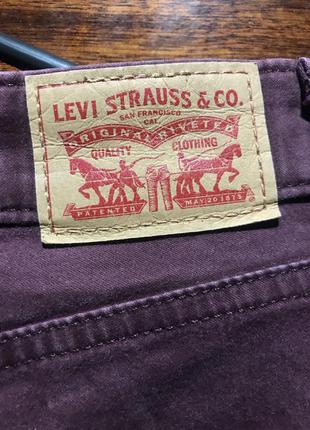 LEVI STRAUSS & CO.
SAN FRANCISCO
CAL.
ORIGINAL RIVETED
QUALITY CLOTHING
PATENTED MAY 20 1873